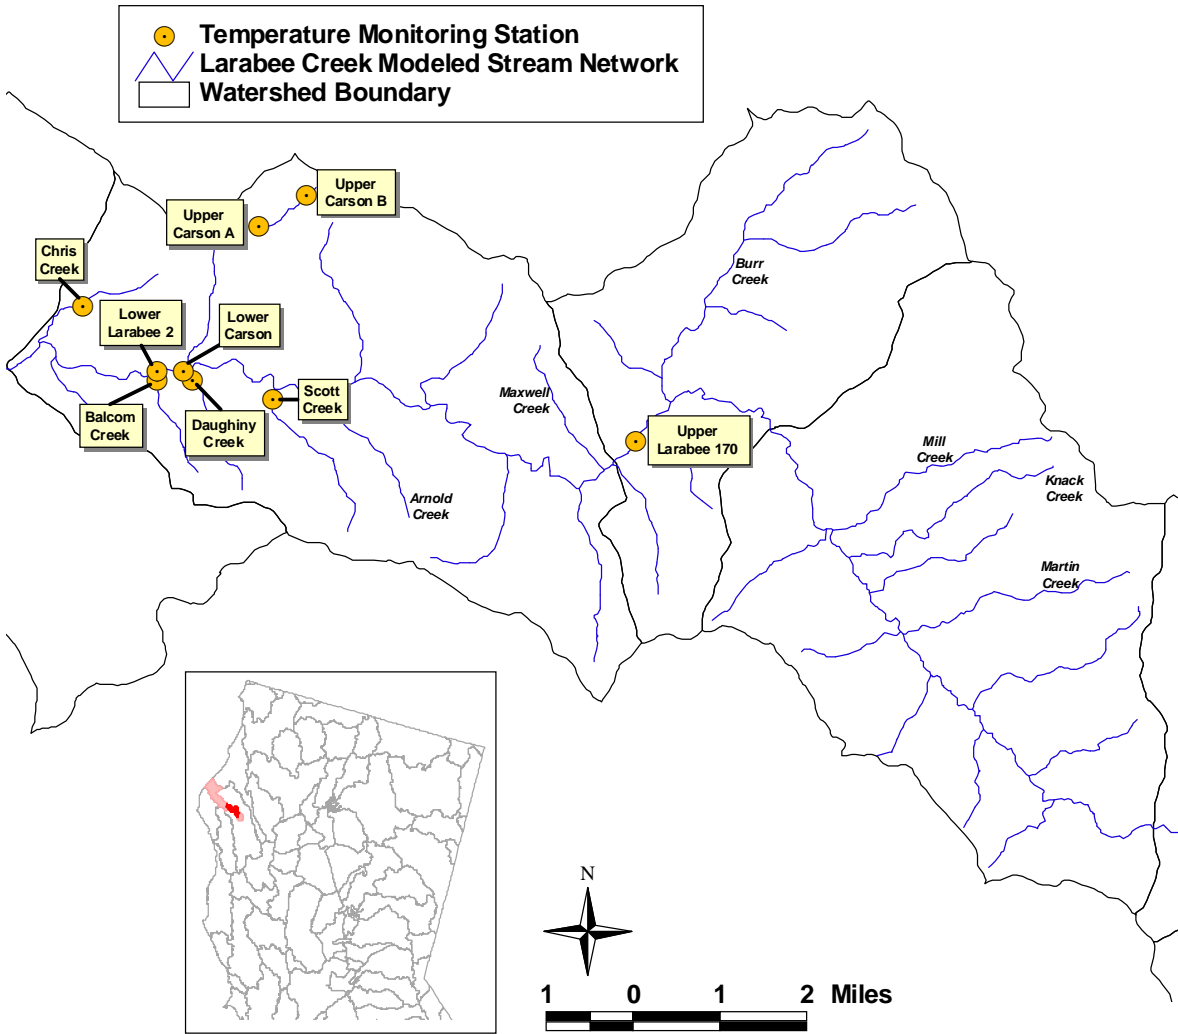 Temperature Monitoring Station
Larabee Creek Modeled Stream Network
Watershed Boundary
Upper
Carson B
Upper
Carson A
Chris
Creek
Burr
Creek
Lower
Larabee 2
Lower
Carson
Scott
Creek
Maxwell
Creek
Balcom
Creek
Daughiny
Creek
Upper
Larabee 170
Mill
Creek
Knack
Creek
Arnold
Creek
Martin
Creek
N
1 0 1 2 Miles